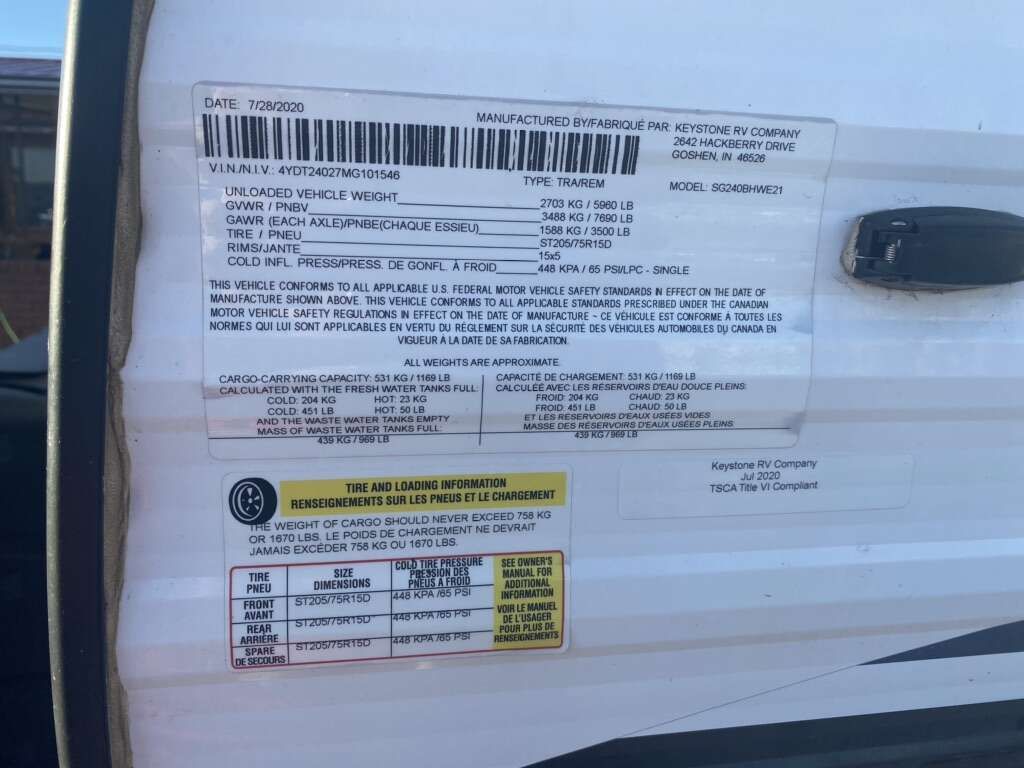 DATE: 7/28/2020
MANUFACTURED BY/FABRIQUÉ PAR: KEYSTONE RV COMPANY
2642 HACKBERRY DRIVE
GOSHEN, IN 46526
V.I.N./N.I.V.: 4YDT24027MG101546
TYPE: TRA/REM
MODEL: SG240BHWE21
UNLOADED VEHICLE WEIGHT 2703 KG / 5960 LB
GVWR / PNBV 3488 KG / 7690 LB
GAWR (EACH AXLE)/PNBE(CHAQUE ESSIEU) 1588 KG / 3500 LB
TIRE / PNEU ST205/75R15D
RIMS/JANTE 15x5
COLD INFL. PRESS/PRESS. DE GONFL. À FROID 448 KPA / 65 PSI/LPC - SINGLE
THIS VEHICLE CONFORMS TO ALL APPLICABLE U.S. FEDERAL MOTOR VEHICLE SAFETY STANDARDS IN EFFECT ON THE DATE OF
MANUFACTURE SHOWN ABOVE. THIS VEHICLE CONFORMS TO ALL APPLICABLE STANDARDS PRESCRIBED UNDER THE CANADIAN
MOTOR VEHICLE SAFETY REGULATIONS IN EFFECT ON THE DATE OF MANUFACTURE ~ CE VÉHICULE EST CONFORME À TOUTES LES
NORMES QUI LUI SONT APPLICABLES EN VERTU DU RÈGLEMENT SUR LA SÉCURITÉ DES VÉHICULES AUTOMOBILES DU CANADA EN
VIGUEUR À LA DATE DE SA FABRICATION.
ALL WEIGHTS ARE APPROXIMATE.
CARGO-CARRYING CAPACITY: 531 KG / 1169 LB
CALCULATED WITH THE FRESH WATER TANKS FULL:
COLD: 204 KG HOT: 23 KG
COLD: 451 LB HOT: 50 LB
AND THE WASTE WATER TANKS EMPTY
MASS OF WASTE WATER TANKS FULL:
439 KG / 969 LB
CAPACITÉ DE CHARGEMENT: 531 KG / 1169 LB
CALCULÉE AVEC LES RÉSERVOIRS D'EAU DOUCE PLEINS:
FROID: 204 KG CHAUD: 23 KG
FROID: 451 LB CHAUD: 50 LB
ET LES RÉSERVOIRS D'EAUX USÉES VIDES
MASSE DES RÉSERVOIRS D'EAUX USÉES PLEINS:
439 KG / 969 LB
Keystone RV Company
Jul 2020
TSCA Title VI Compliant
TIRE AND LOADING INFORMATION
RENSEIGNEMENTS SUR LES PNEUS ET LE CHARGEMENT
THE WEIGHT OF CARGO SHOULD NEVER EXCEED 758 KG
OR 1670 LBS. LE POIDS DE CHARGEMENT NE DEVRAIT
JAMAIS EXCÉDER 758 KG OU 1670 LBS.
TIRE
PNEU
SIZE
DIMENSIONS
COLD TIRE PRESSURE
PRESSION DES
PNEUS A FROID
FRONT
AVANT
ST205/75R15D
448 KPA /65 PSI
REAR
ARRIÈRE
ST205/75R15D
448 KPA /65 PSI
SPARE
DE SECOURS
ST205/75R15D
448 KPA /65 PSI
SEE OWNER'S
MANUAL FOR
ADDITIONAL
INFORMATION
VOIR LE MANUEL
DE L'USAGER
POUR PLUS DE
RENSEIGNEMENTS